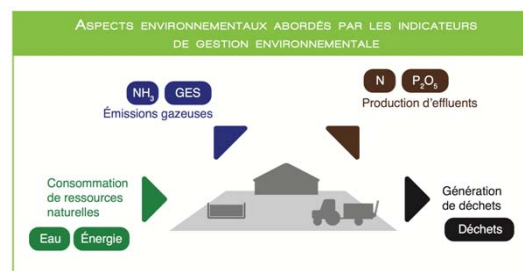 ASPECTS ENVIRONNEMENTAUX ABORDÉS PAR LES INDICATEURS
DE GESTION ENVIRONNEMENTALE
NH₃ GES
Émissions gazeuses
N P₂O₅
Production d'effluents
Consommation
de ressources
naturelles
Eau Énergie
Génération
de déchets
Déchets